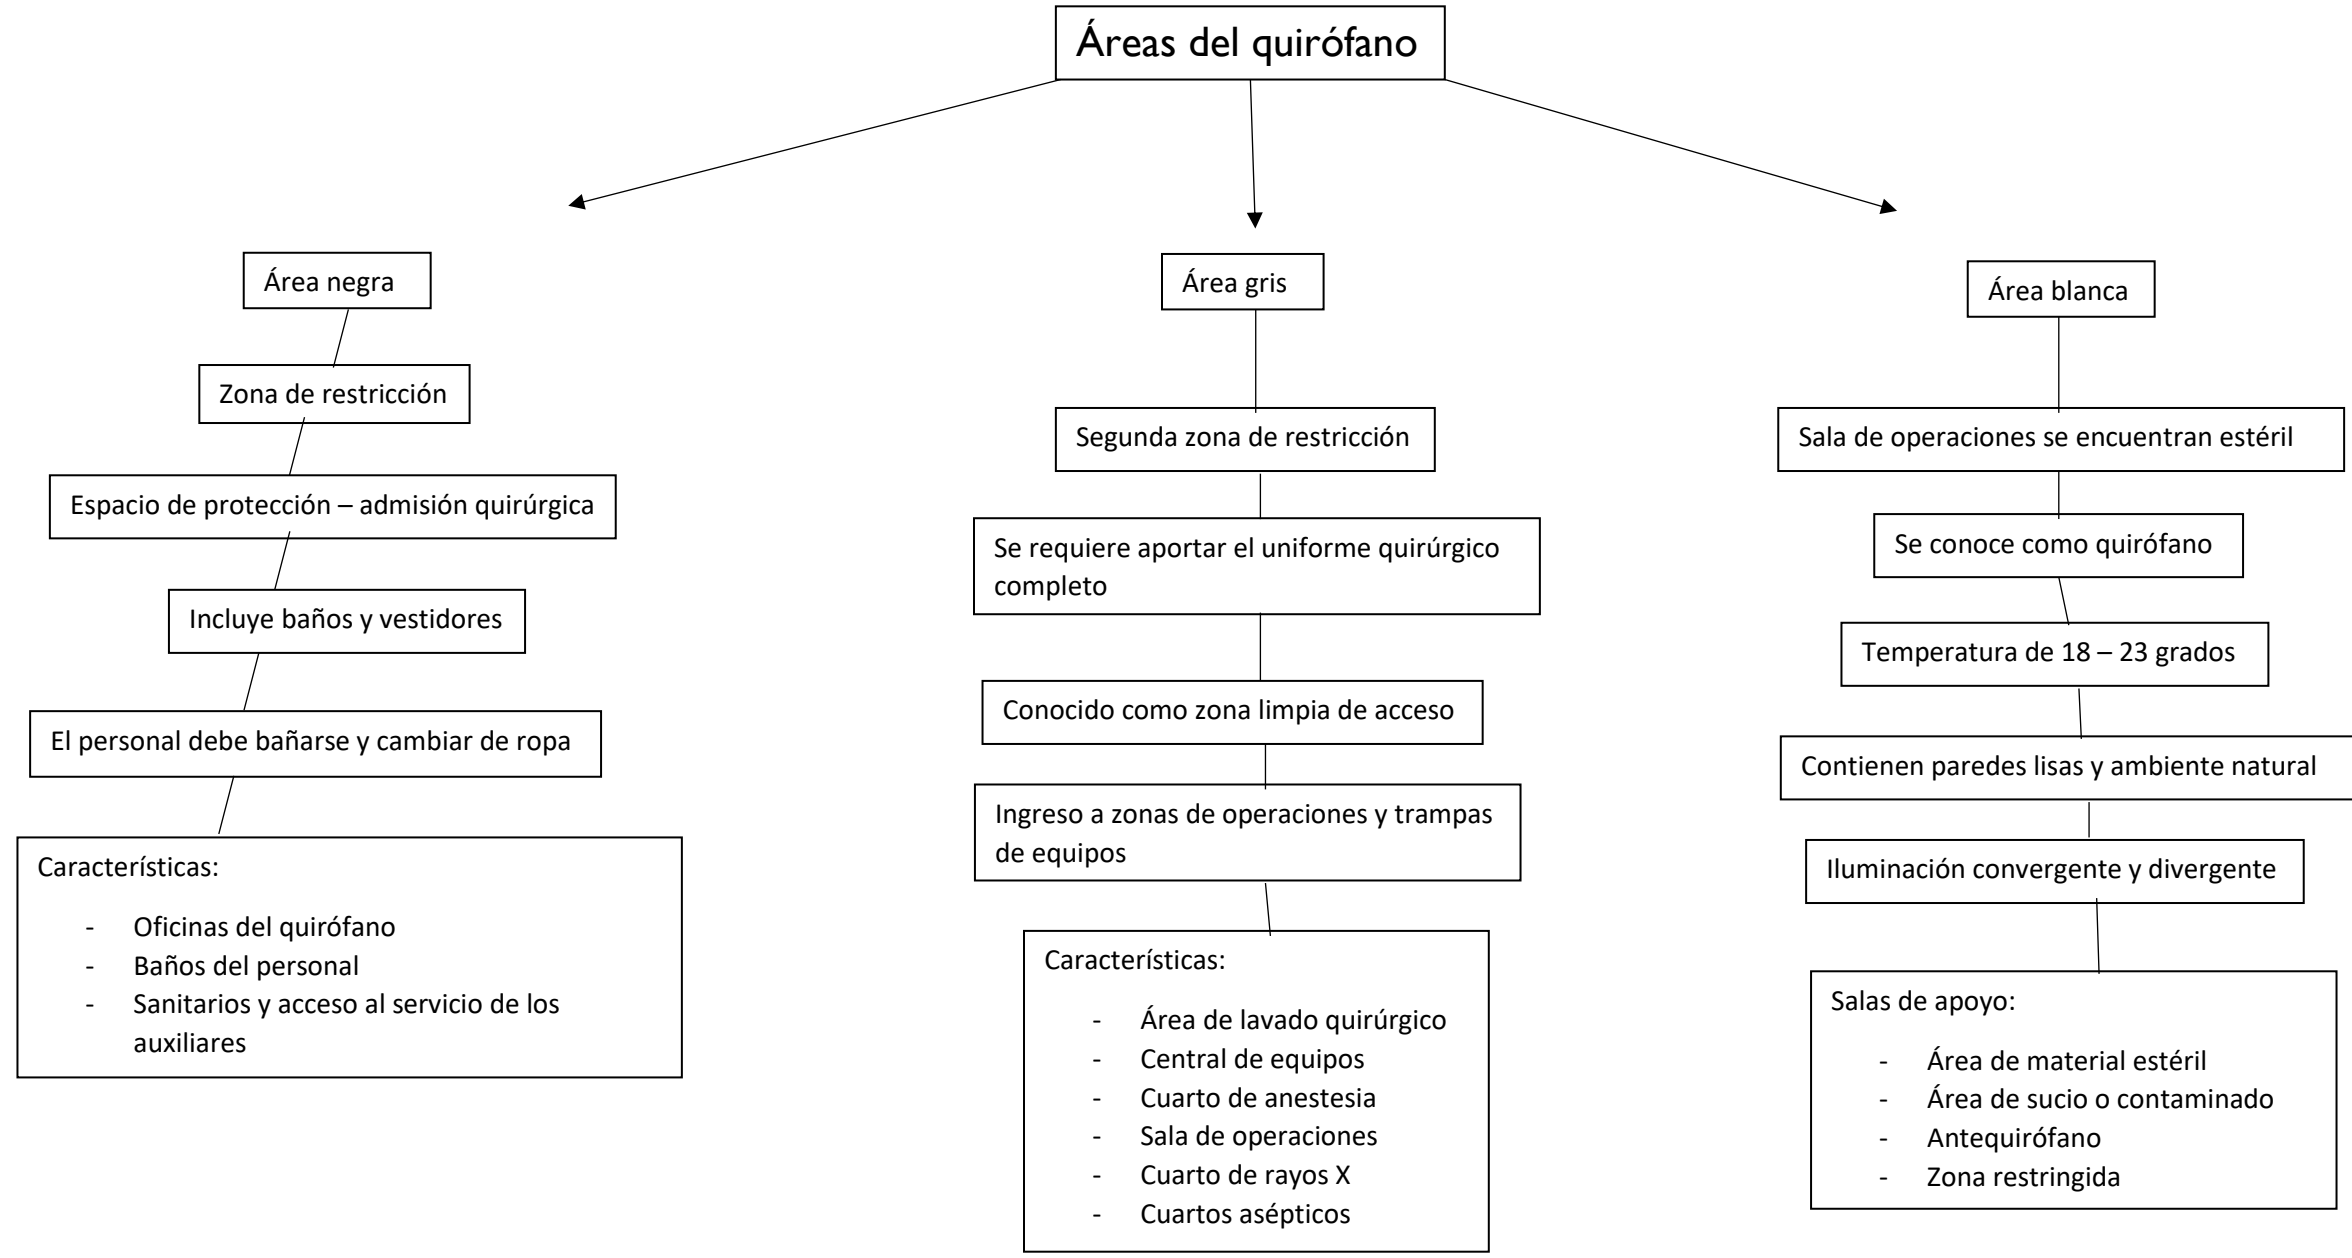 Áreas del quirófano
Área negra
Zona de restricción
Espacio de protección – admisión quirúrgica
Incluye baños y vestidores
El personal debe bañarse y cambiar de ropa
Características:
- Oficinas del quirófano
- Baños del personal
- Sanitarios y acceso al servicio de los
auxiliares
Área gris
Segunda zona de restricción
Se requiere aportar el uniforme quirúrgico
completo
Conocido como zona limpia de acceso
Ingreso a zonas de operaciones y trampas
de equipos
Características:
- Área de lavado quirúrgico
- Central de equipos
- Cuarto de anestesia
- Sala de operaciones
- Cuarto de rayos X
- Cuartos asépticos
Área blanca
Sala de operaciones se encuentran estéril
Se conoce como quirófano
Temperatura de 18 – 23 grados
Contienen paredes lisas y ambiente natural
Iluminación convergente y divergente
Salas de apoyo:
- Área de material estéril
- Área de sucio o contaminado
- Antequirófano
- Zona restringida